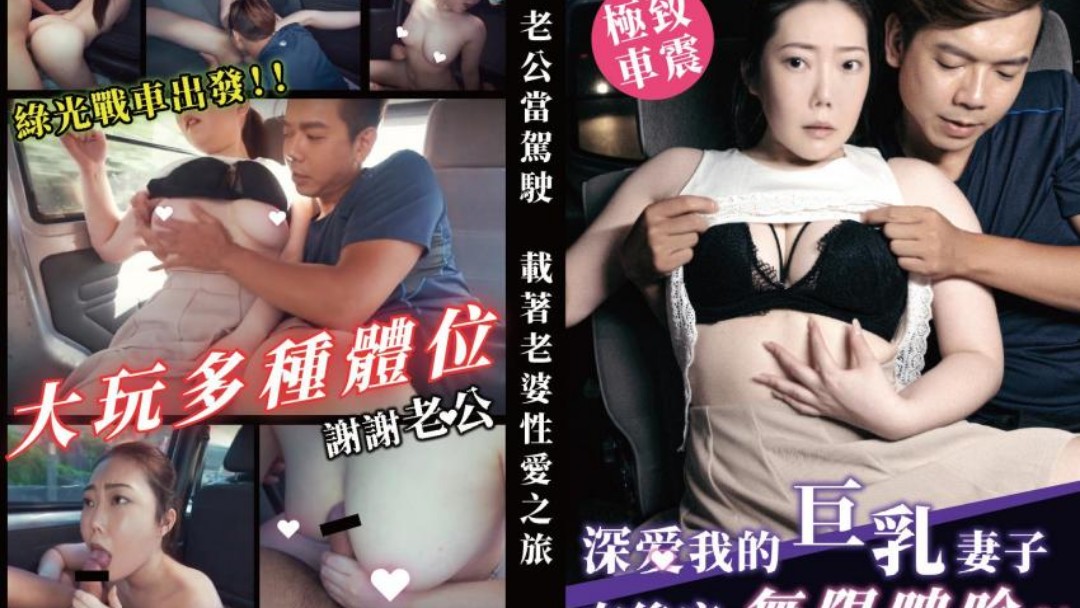 綠光戰車出發!!
大玩多種體位
謝謝老公
老公當駕駛 載著老婆性愛之旅
極致
車震
深愛我的巨乳妻子